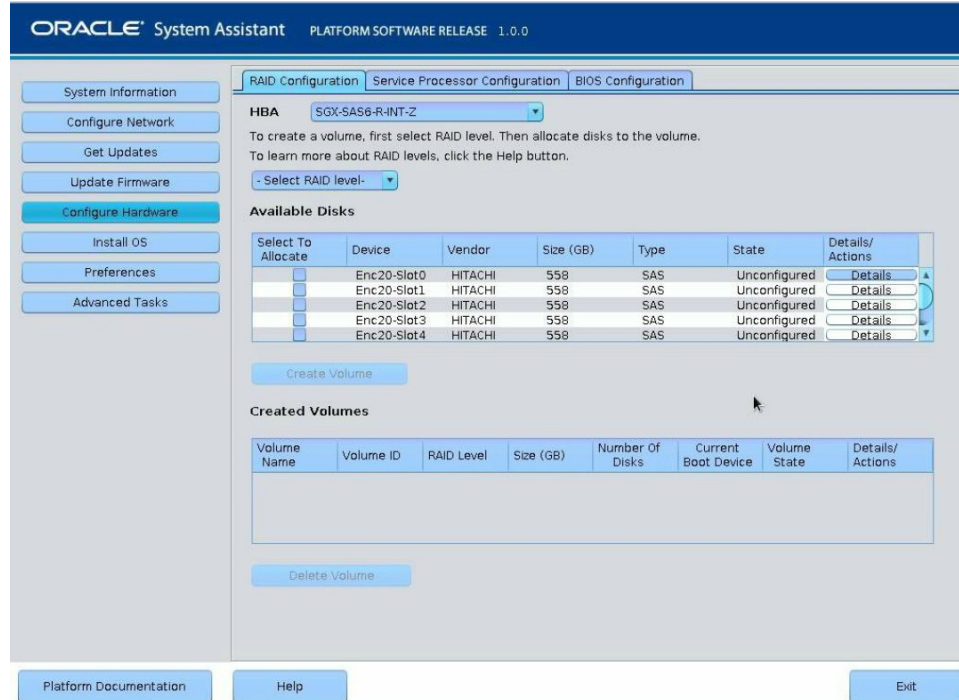 ORACLE® System Assistant PLATFORM SOFTWARE RELEASE 1.0.0
System Information
Configure Network
Get Updates
Update Firmware
Configure Hardware
Install OS
Preferences
Advanced Tasks
RAID Configuration Service Processor Configuration BIOS Configuration
HBA SGX-SAS6-R-INT-Z
To create a volume, first select RAID level. Then allocate disks to the volume.
To learn more about RAID levels, click the Help button.
- Select RAID level-
Available Disks
Select To Allocate Device Vendor Size (GB) Type State Details/ Actions
Enc20-Slot0 HITACHI 558 SAS Unconfigured Details
Enc20-Slot1 HITACHI 558 SAS Unconfigured Details
Enc20-Slot2 HITACHI 558 SAS Unconfigured Details
Enc20-Slot3 HITACHI 558 SAS Unconfigured Details
Enc20-Slot4 HITACHI 558 SAS Unconfigured Details
Create Volume
Created Volumes
Volume Name Volume ID RAID Level Size (GB) Number Of Disks Current Boot Device Volume State Details/ Actions
Delete Volume
Platform Documentation Help Exit